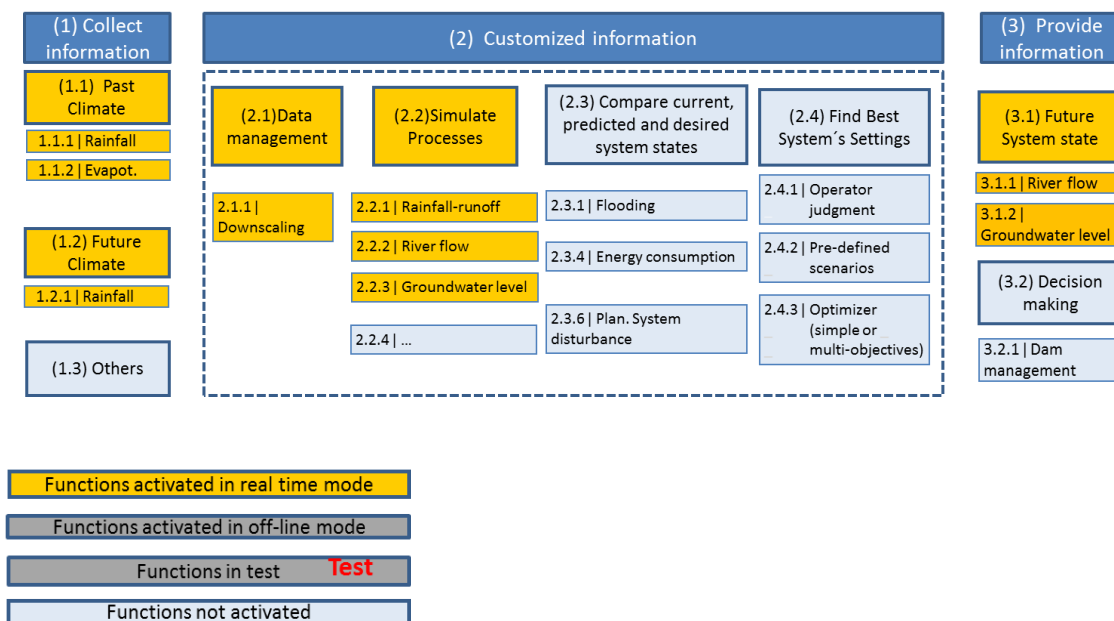 (1) Collect
information
(1.1) Past
Climate
1.1.1 | Rainfall
1.1.2 | Evapot.
(1.2) Future
Climate
1.2.1 | Rainfall
(1.3) Others
(2) Customized information
(2.1)Data
management
2.1.1 |
Downscaling
(2.2)Simulate
Processes
2.2.1 | Rainfall-runoff
2.2.2 | River flow
2.2.3 | Groundwater level
2.2.4 | ...
(2.3) Compare current,
predicted and desired
system states
2.3.1 | Flooding
2.3.4 | Energy consumption
2.3.6 | Plan. System
disturbance
(2.4) Find Best
System´s Settings
2.4.1 | Operator
judgment
2.4.2 | Pre-defined
scenarios
2.4.3 | Optimizer
(simple or
multi-objectives)
(3) Provide
information
(3.1) Future
System state
3.1.1 | River flow
3.1.2 |
Groundwater level
(3.2) Decision
making
3.2.1 | Dam
management
Functions activated in real time mode
Functions activated in off-line mode
Functions in test Test
Functions not activated